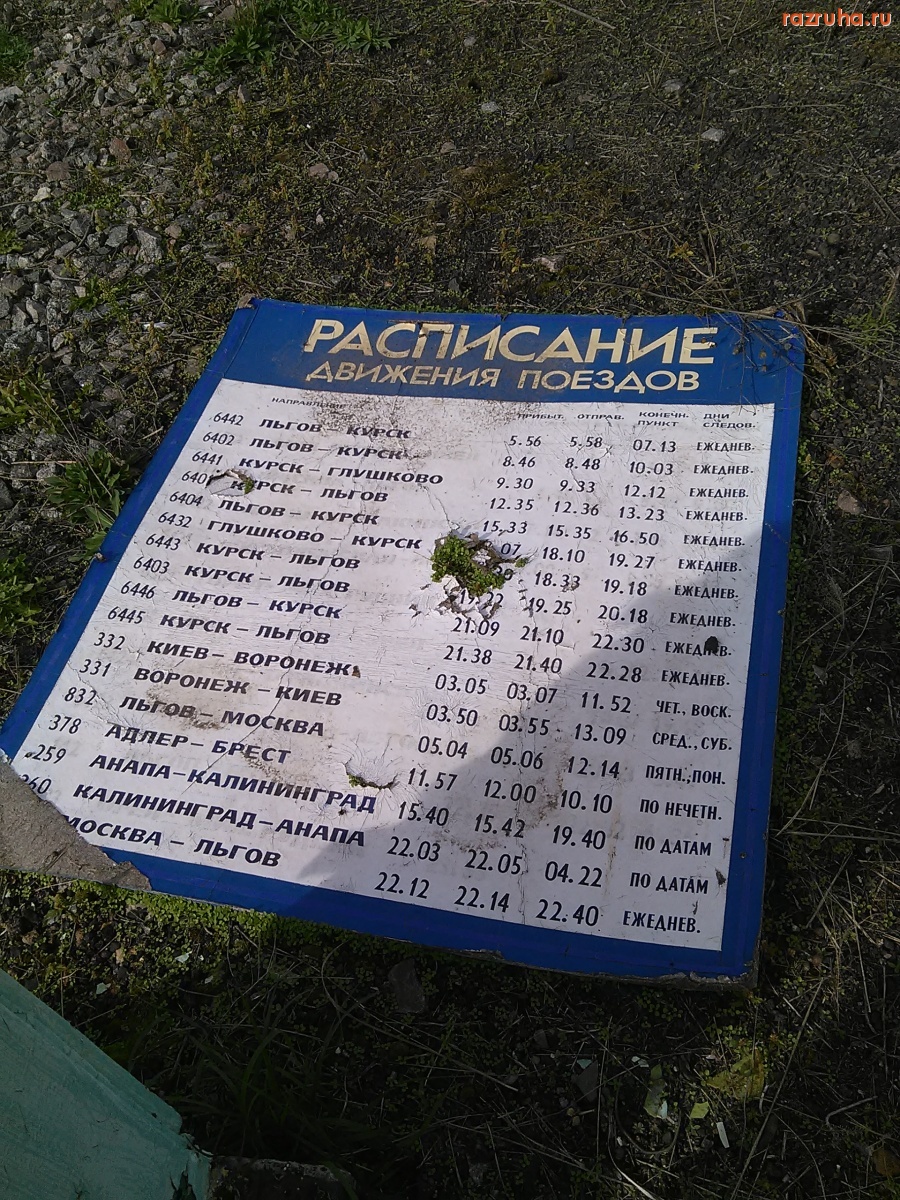 razruha.ru
РАСПИСАНИЕ
ДВИЖЕНИЯ ПОЕЗДОВ
НАПРАВЛЕНИЕ ПРИБЫТ. ОТПРАВ. КОНЕЧН. ПУНКТ ДНИ СЛЕДОВ.
6442 ЛЬГОВ – КУРСК 5.56 5.58 07.13 ЕЖЕДНЕВ.
6402 ЛЬГОВ – КУРСК 8.46 8.48 10.03 ЕЖЕДНЕВ.
6441 КУРСК – ГЛУШКОВО 9.30 9.33 12.12 ЕЖЕДНЕВ.
6401 КУРСК – ЛЬГОВ 12.35 12.36 13.23 ЕЖЕДНЕВ.
6404 ЛЬГОВ – КУРСК 15.33 15.35 16.50 ЕЖЕДНЕВ.
6432 ГЛУШКОВО – КУРСК 07 18.10 19.27 ЕЖЕДНЕВ.
6443 КУРСК – ЛЬГОВ 18.33 19.18 ЕЖЕДНЕВ.
6403 КУРСК – ЛЬГОВ 22 19.25 20.18 ЕЖЕДНЕВ.
6446 ЛЬГОВ – КУРСК 21.09 21.10 22.30 ЕЖЕДНЕВ.
6445 КУРСК – ЛЬГОВ 21.38 21.40 22.28 ЕЖЕДНЕВ.
332 КИЕВ – ВОРОНЕЖ 03.05 03.07 11.52 ЧЕТ., ВОСК.
331 ВОРОНЕЖ – КИЕВ 03.50 03.55 13.09 СРЕД., СУБ.
832 ЛЬГОВ – МОСКВА 05.04 05.06 12.14 ПЯТН., ПОН.
378 АДЛЕР – БРЕСТ 11.57 12.00 10.10 ПО НЕЧЕТН.
259 АНАПА – КАЛИНИНГРАД 15.40 15.42 19.40 ПО ДАТАМ
260 КАЛИНИНГРАД – АНАПА 22.03 22.05 04.22 ПО ДАТАМ
МОСКВА – ЛЬГОВ 22.12 22.14 22.40 ЕЖЕДНЕВ.